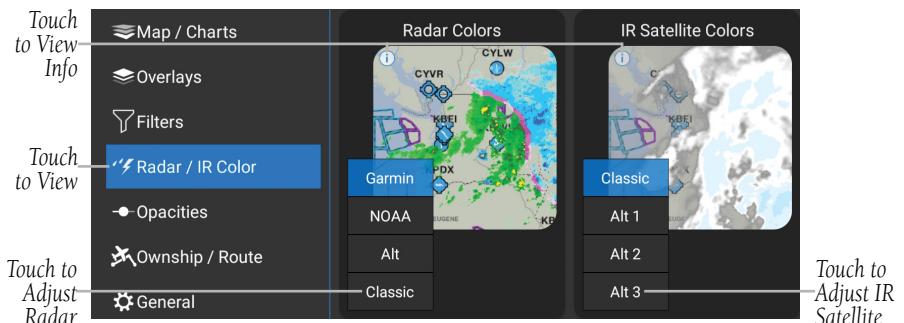 Touch
to View
Info
Touch
to View
Touch to
Adjust
Radar
Map / Charts
Overlays
Filters
Radar / IR Color
Opacities
Ownship / Route
General
Radar Colors
i
CYLW
CYVR
KBEI
KPDX
EUGENE
Garmin
NOAA
Alt
Classic
IR Satellite Colors
i
KBEI
Classic
Alt 1
Alt 2
Alt 3
Touch to
Adjust IR
Satellite